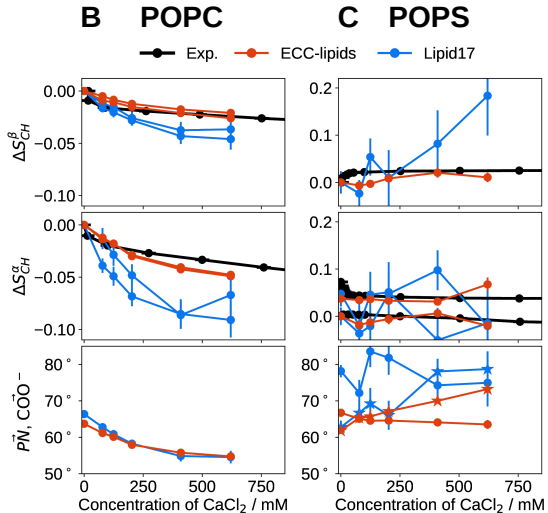 B POPC C POPS
Exp. ECC-lipids Lipid17
0.00
−0.05
−0.10
ΔS^β_CH
0.2
0.1
0.0
0.00
−0.05
−0.10
ΔS^α_CH
0.2
0.1
0.0
80°
70°
60°
50°
PN⃗, COO⃗⁻
80°
70°
60°
50°
0 250 500 750
0 250 500 750
Concentration of CaCl₂ / mM
Concentration of CaCl₂ / mM